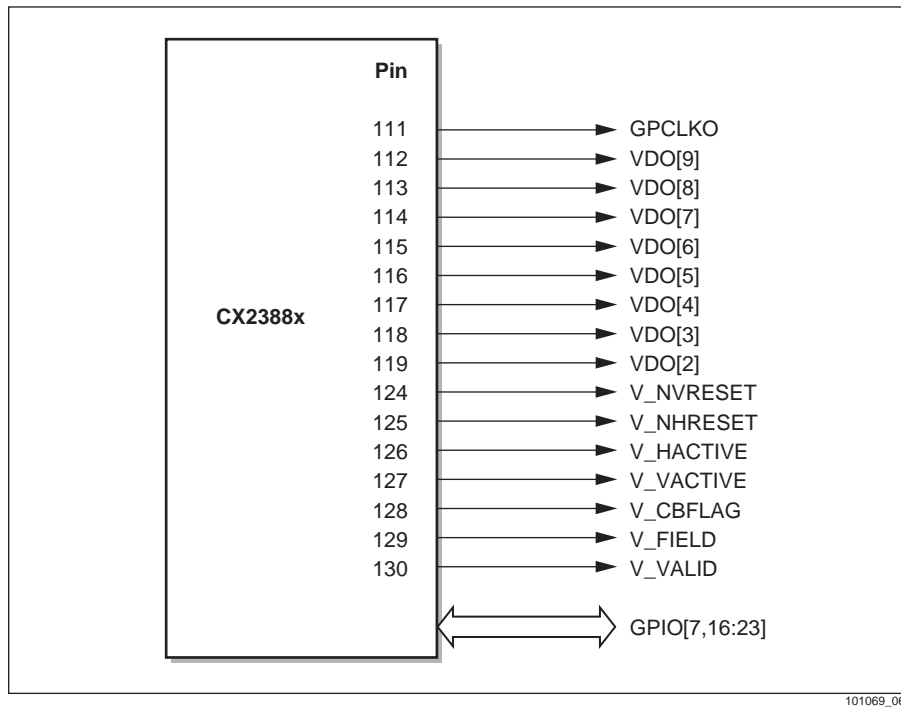 Pin
111 GPCLKO
112 VDO[9]
113 VDO[8]
114 VDO[7]
115 VDO[6]
116 VDO[5]
117 VDO[4]
CX2388x
118 VDO[3]
119 VDO[2]
124 V_NVRESET
125 V_NHRESET
126 V_HACTIVE
127 V_VACTIVE
128 V_CBFLAG
129 V_FIELD
130 V_VALID
GPIO[7,16:23]